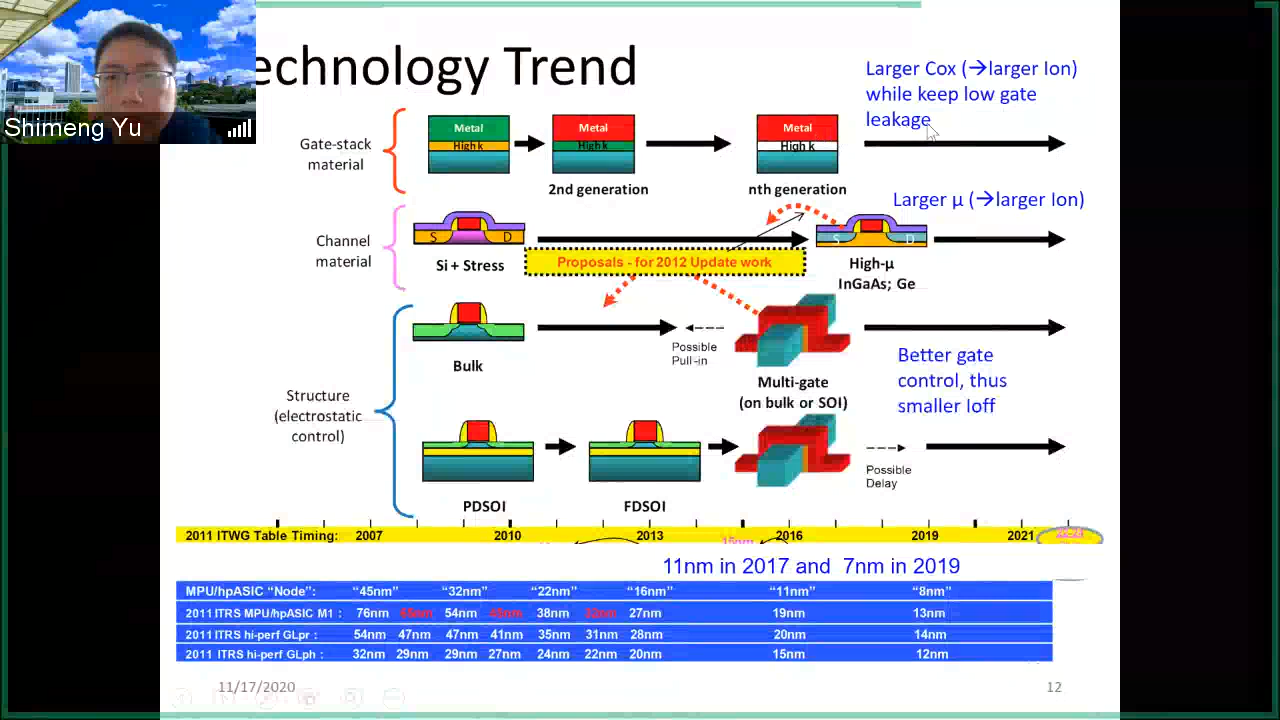 Shimeng Yu
echnology Trend
Larger Cox (→larger Ion)
while keep low gate
leakage
Gate-stack
material
Metal
High k
Metal
High k
2nd generation
Metal
High k
nth generation
Larger μ (→larger Ion)
Channel
material
S D
Si + Stress
Proposals - for 2012 Update work
S D
High-μ
InGaAs; Ge
Bulk
Possible
Pull-in
Multi-gate
(on bulk or SOI)
Better gate
control, thus
smaller Ioff
Structure
(electrostatic
control)
PDSOI
FDSOI
Possible
Delay
2011 ITWG Table Timing: 2007 2010 2013 2016 2019 2021
11nm in 2017 and 7nm in 2019
MPU/hpASIC “Node”: “45nm” “32nm” “22nm” “16nm” “11nm” “8nm”
2011 ITRS MPU/hpASIC M1 : 76nm 54nm 38nm 27nm 19nm 13nm
2011 ITRS hi-perf GLpr : 54nm 47nm 47nm 41nm 35nm 31nm 28nm 20nm 14nm
2011 ITRS hi-perf GLph : 32nm 29nm 29nm 27nm 24nm 22nm 20nm 15nm 12nm
11/17/2020
12